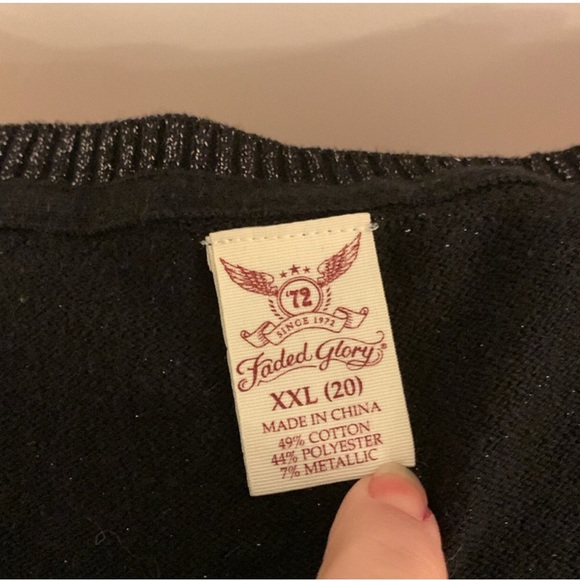 '72
SINCE 1972
Faded Glory®
XXL (20)
MADE IN CHINA
49% COTTON
44% POLYESTER
7% METALLIC